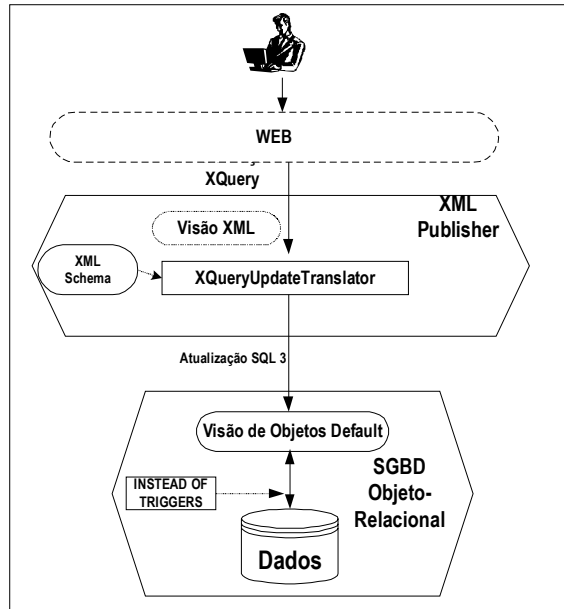 WEB
XQuery
XML
Publisher
Visão XML
XML
Schema
XQueryUpdateTranslator
Atualização SQL 3
Visão de Objetos Default
SGBD
Objeto-
Relacional
INSTEAD OF
TRIGGERS
Dados